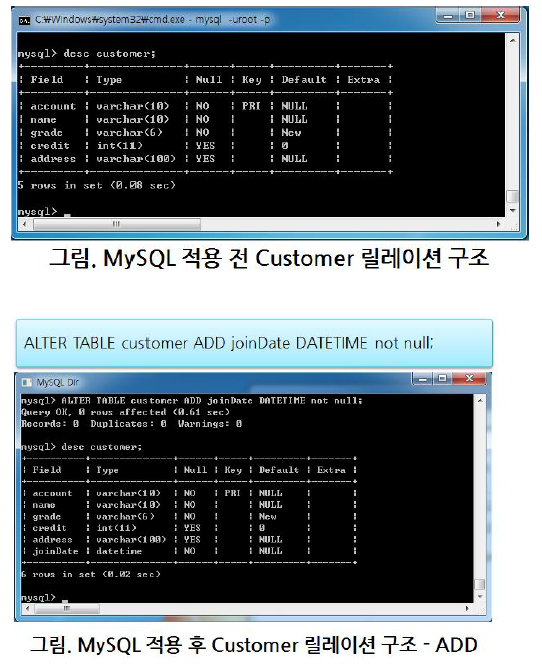 C:₩Windows₩system32₩cmd.exe - mysql -uroot -p
mysql> desc customer;
+----------+--------------+------+-----+---------+-------+
| Field | Type | Null | Key | Default | Extra |
+----------+--------------+------+-----+---------+-------+
| account | varchar(10) | NO | PRI | NULL | |
| name | varchar(10) | NO | | NULL | |
| grade | varchar(6) | NO | | New | |
| credit | int(11) | YES | | 0 | |
| address | varchar(100) | YES | | NULL | |
+----------+--------------+------+-----+---------+-------+
5 rows in set (0.08 sec)
mysql> _
그림. MySQL 적용 전 Customer 릴레이션 구조
ALTER TABLE customer ADD joinDate DATETIME not null;
MySQL Dir
mysql> ALTER TABLE customer ADD joinDate DATETIME not null;
Query OK, 0 rows affected (0.61 sec)
Records: 0 Duplicates: 0 Warnings: 0
mysql> desc customer;
+----------+--------------+------+-----+---------+-------+
| Field | Type | Null | Key | Default | Extra |
+----------+--------------+------+-----+---------+-------+
| account | varchar(10) | NO | PRI | NULL | |
| name | varchar(10) | NO | | NULL | |
| grade | varchar(6) | NO | | New | |
| credit | int(11) | YES | | 0 | |
| address | varchar(100) | YES | | NULL | |
| joinDate | datetime | NO | | NULL | |
+----------+--------------+------+-----+---------+-------+
6 rows in set (0.02 sec)
mysql> _
그림. MySQL 적용 후 Customer 릴레이션 구조 - ADD